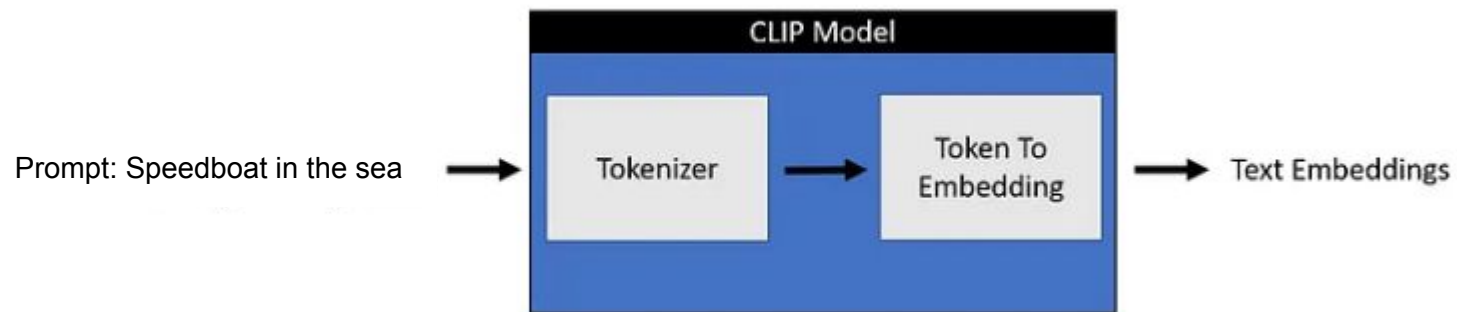 CLIP Model
Prompt: Speedboat in the sea
Tokenizer
Token To
Embedding
Text Embeddings